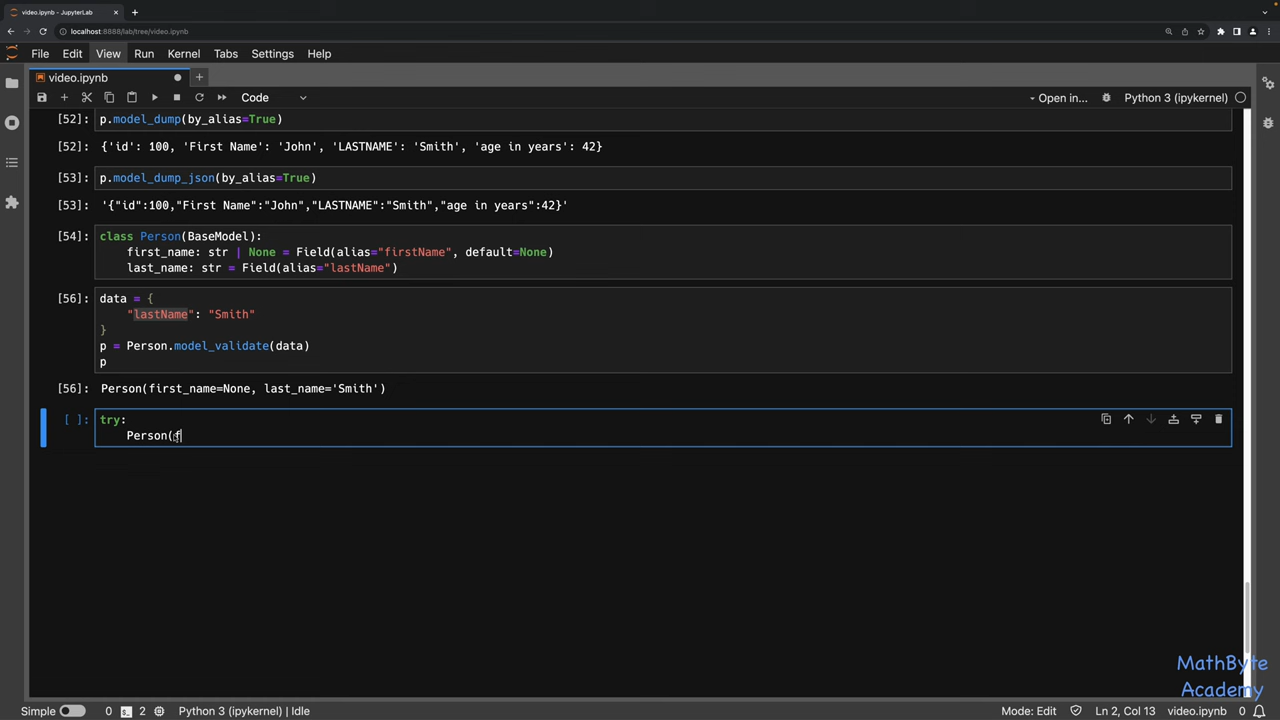 video.ipynb - JupyterLab
localhost:8888/lab/tree/video.ipynb
File Edit View Run Kernel Tabs Settings Help
video.ipynb
Code Open in... Python 3 (ipykernel)
[52]: p.model_dump(by_alias=True)
[52]: {'id': 100, 'First Name': 'John', 'LASTNAME': 'Smith', 'age in years': 42}
[53]: p.model_dump_json(by_alias=True)
[53]: '{"id":100,"First Name":"John","LASTNAME":"Smith","age in years":42}'
[54]: class Person(BaseModel):
first_name: str | None = Field(alias="firstName", default=None)
last_name: str = Field(alias="lastName")
[56]: data = {
"lastName": "Smith"
}
p = Person.model_validate(data)
p
[56]: Person(first_name=None, last_name='Smith')
[ ]: try:
Person(f
MathByte
Academy
Simple 0 2 Python 3 (ipykernel) | Idle Mode: Edit Ln 2, Col 13 video.ipynb 0